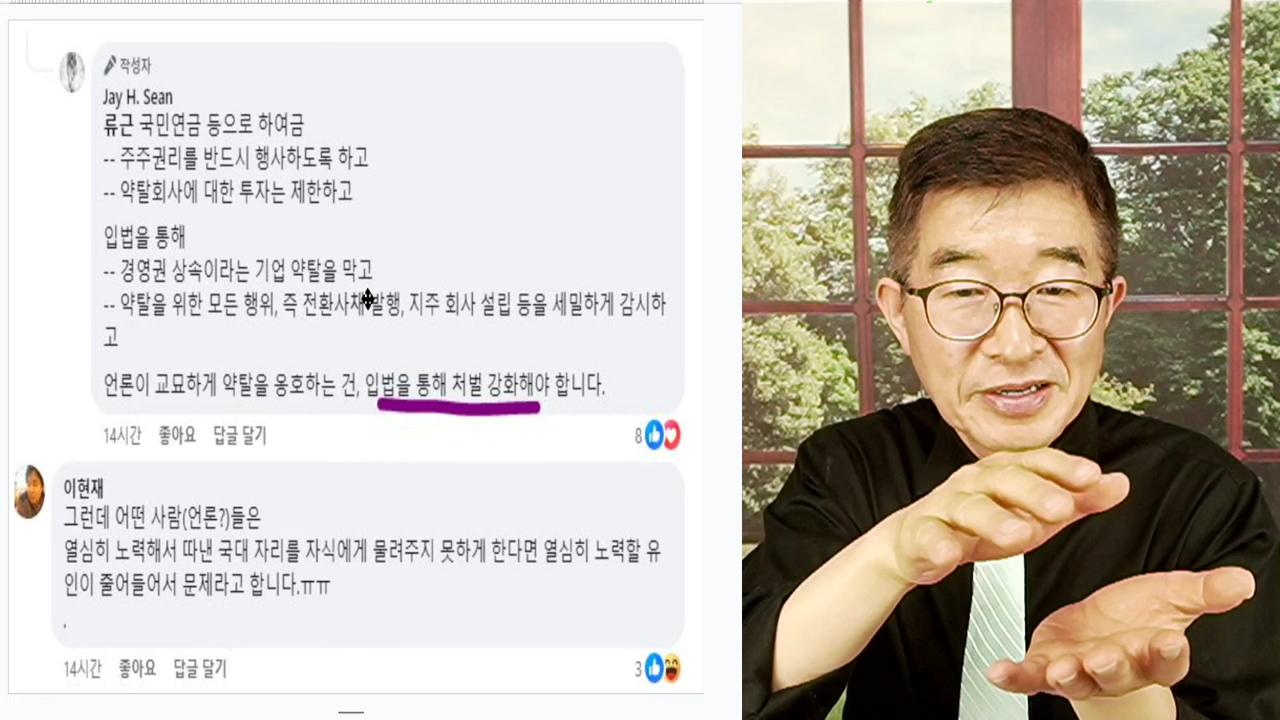 작성자
Jay H. Sean
류근 국민연금 등으로 하여금
-- 주주권리를 반드시 행사하도록 하고
-- 약탈회사에 대한 투자는 제한하고
입법을 통해
-- 경영권 상속이라는 기업 약탈을 막고
-- 약탈을 위한 모든 행위, 즉 전환사채 발행, 지주 회사 설립 등을 세밀하게 감시하
고
언론이 교묘하게 약탈을 옹호하는 건, 입법을 통해 처벌 강화해야 합니다.
14시간 좋아요 답글 달기 8
이현재
그런데 어떤 사람(언론?)들은
열심히 노력해서 따낸 국대 자리를 자식에게 물려주지 못하게 한다면 열심히 노력할 유
인이 줄어들어서 문제라고 합니다.ㅠㅠ
.
14시간 좋아요 답글 달기 3